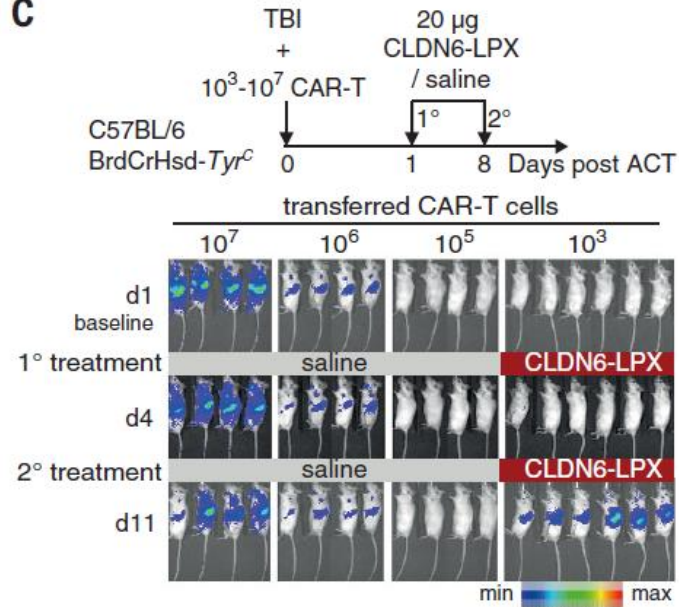 C
TBI
+
10³-10⁷ CAR-T
20 µg
CLDN6-LPX
/ saline
1° 2°
C57BL/6
BrdCrHsd-Tyrᶜ
0 1 8 Days post ACT
transferred CAR-T cells
10⁷ 10⁶ 10⁵ 10³
d1
baseline
1° treatment saline CLDN6-LPX
d4
2° treatment saline CLDN6-LPX
d11
min max